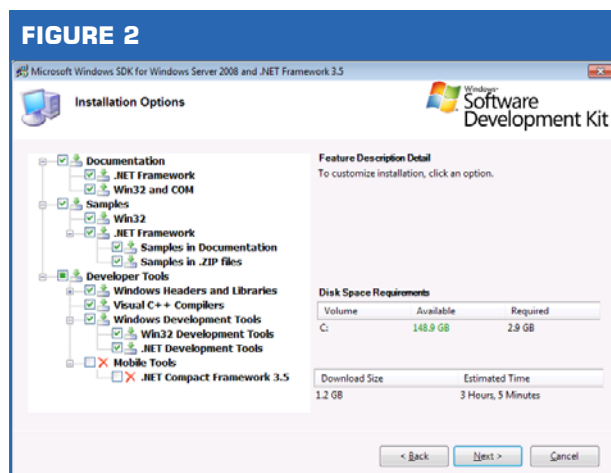 FIGURE 2
Microsoft Windows SDK for Windows Server 2008 and .NET Framework 3.5
Installation Options
Windows
Software
Development Kit
Documentation
.NET Framework
Win32 and COM
Samples
Win32
.NET Framework
Samples in Documentation
Samples in .ZIP files
Developer Tools
Windows Headers and Libraries
Visual C++ Compilers
Windows Development Tools
Win32 Development Tools
.NET Development Tools
Mobile Tools
.NET Compact Framework 3.5
Feature Description Detail
To customize installation, click an option.
Disk Space Requirements
Volume Available Required
C: 148.9 GB 2.9 GB
Download Size Estimated Time
1.2 GB 3 Hours, 5 Minutes
< Back Next > Cancel